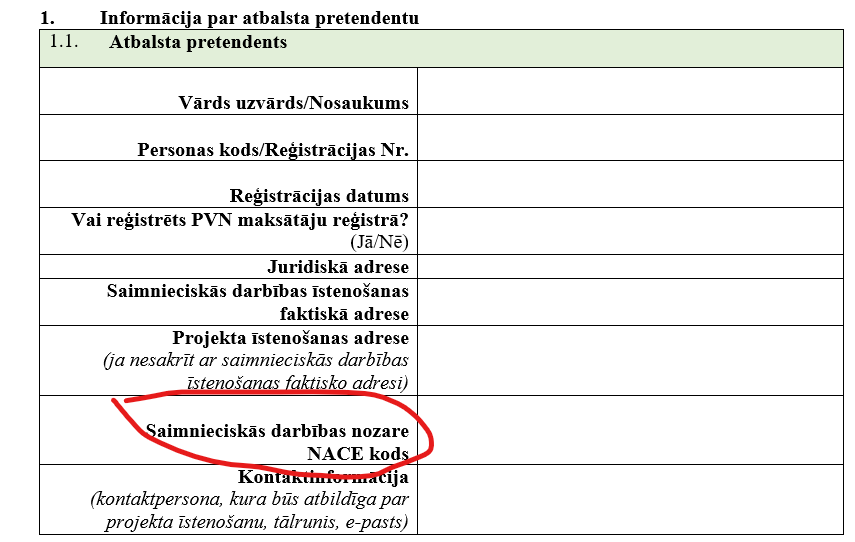 1. Informācija par atbalsta pretendentu
1.1. Atbalsta pretendents
Vārds uzvārds/Nosaukums
Personas kods/Reģistrācijas Nr.
Reģistrācijas datums
Vai reģistrēts PVN maksātāju reģistrā?
(Jā/Nē)
Juridiskā adrese
Saimnieciskās darbības īstenošanas
faktiskā adrese
Projekta īstenošanas adrese
(ja nesakrīt ar saimnieciskās darbības
īstenošanas faktisko adresi)
Saimnieciskās darbības nozare
NACE kods
Kontaktinformācija
(kontaktpersona, kura būs atbildīga par
projekta īstenošanu, tālrunis, e-pasts)